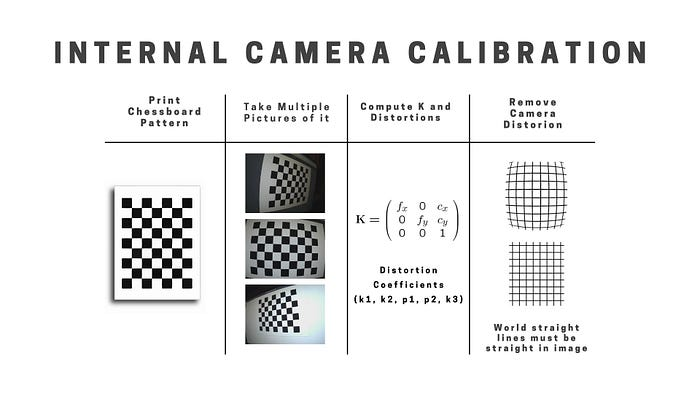 INTERNAL CAMERA CALIBRATION
Print
Chessboard
Pattern
Take Multiple
Pictures of it
Compute K and
Distortions
Remove
Camera
Distorion
K = ( fx 0 cx
0 fy cy
0 0 1 )
Distortion
Coefficients
(k1, k2, p1, p2, k3)
World straight
lines must be
straight in image